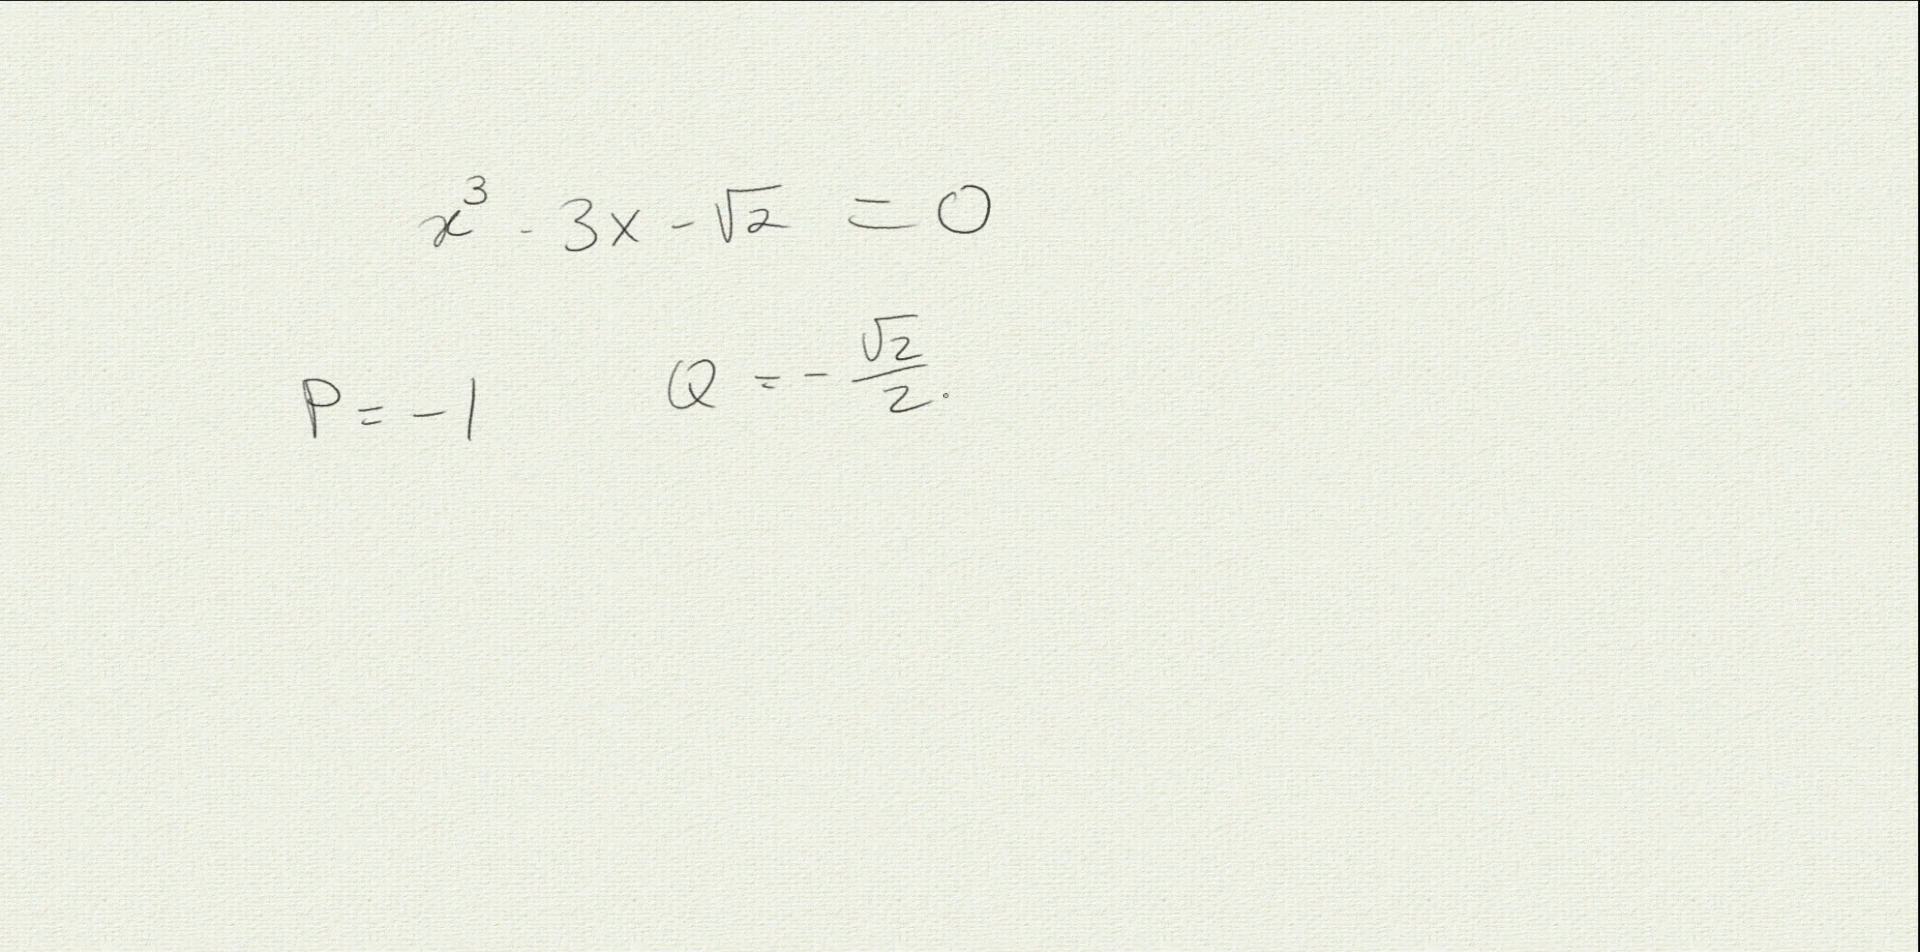 x³ - 3x - √2 = 0
P = -1 Q = - √2/2.